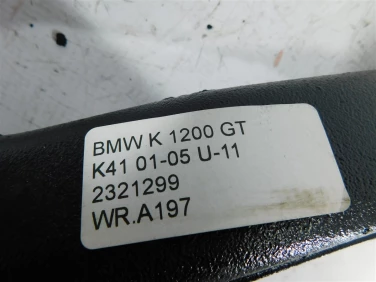 BMW K 1200 GT
K41 01-05 U-11
2321299
WR.A197